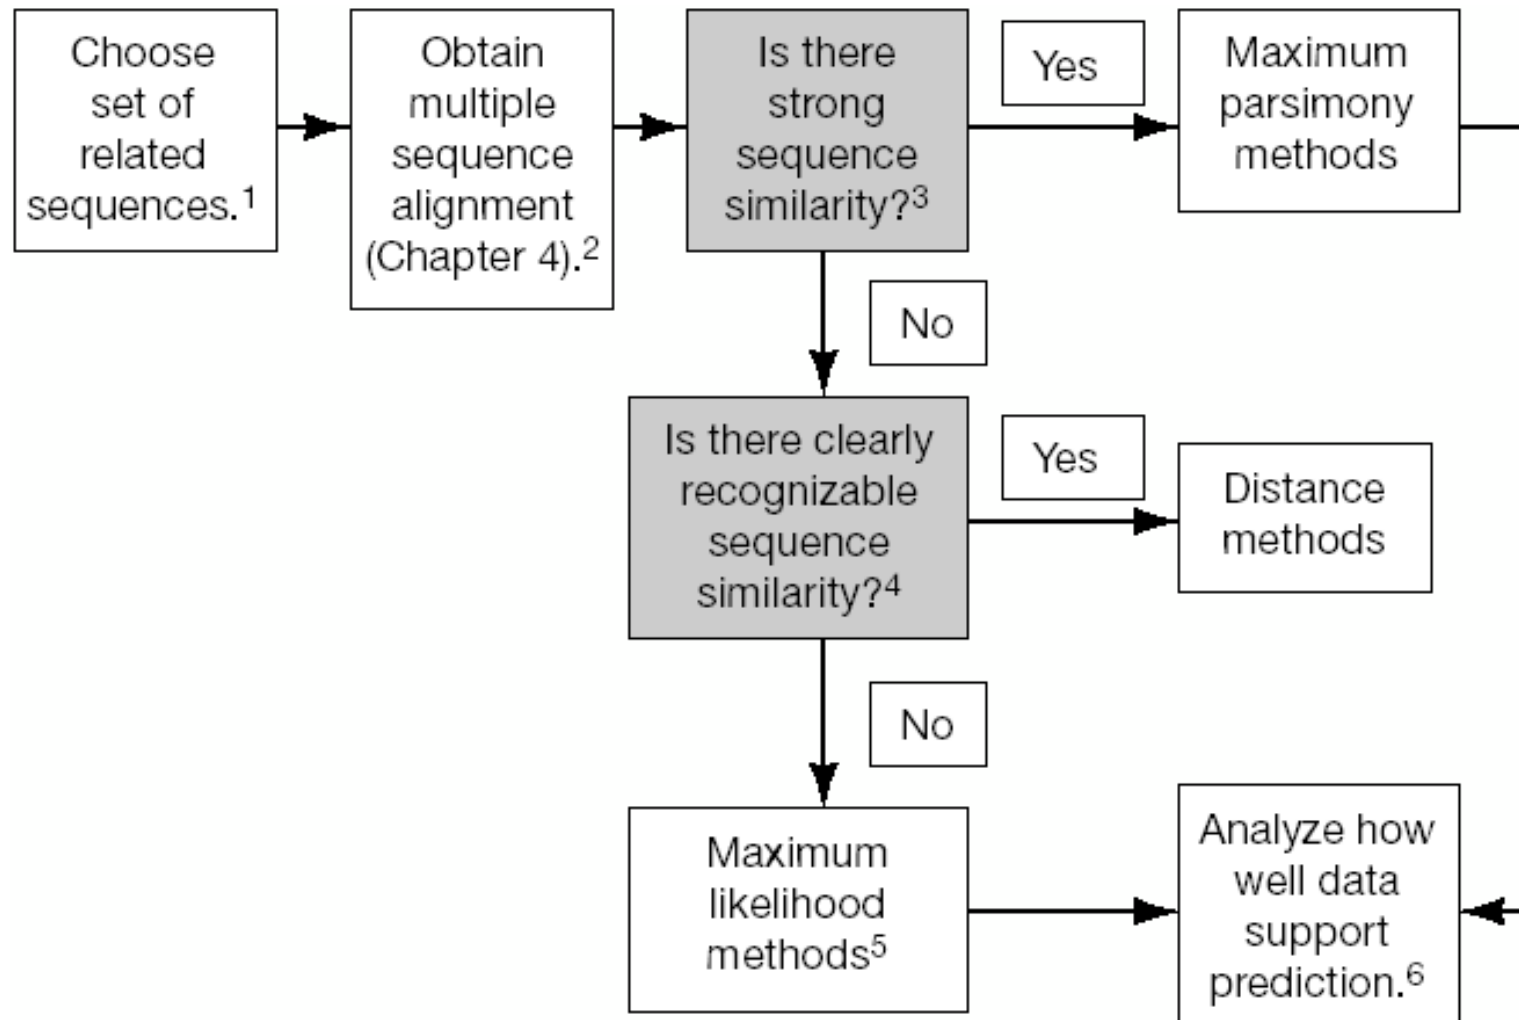 Choose
set of
related
sequences.1
Obtain
multiple
sequence
alignment
(Chapter 4).2
Is there
strong
sequence
similarity?3
Yes
Maximum
parsimony
methods
No
Is there clearly
recognizable
sequence
similarity?4
Yes
Distance
methods
No
Maximum
likelihood
methods5
Analyze how
well data
support
prediction.6